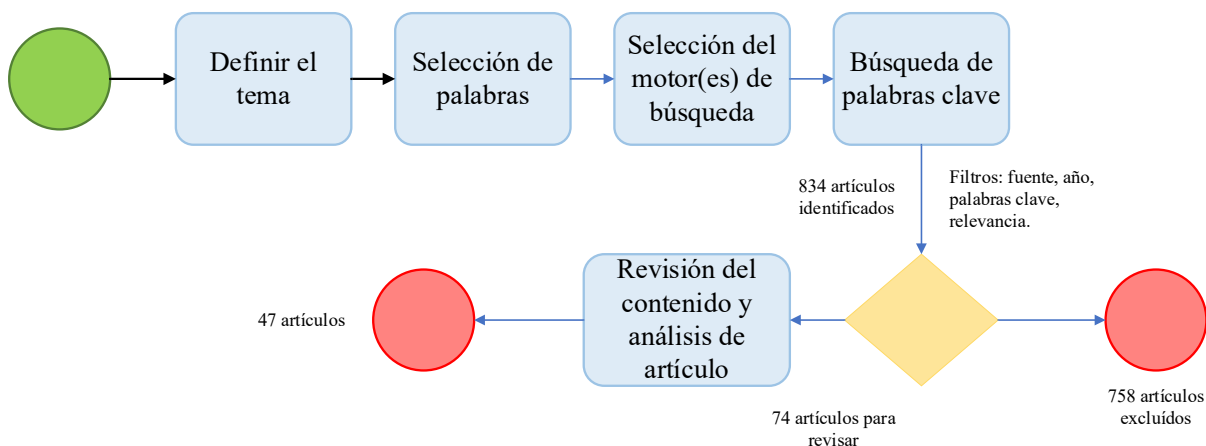 Definir el
tema
Selección de
palabras
Selección del
motor(es) de
búsqueda
Búsqueda de
palabras clave
834 artículos
identificados
Filtros: fuente, año,
palabras clave,
relevancia.
47 artículos
Revisión del
contenido y
análisis de
artículo
74 artículos para
revisar
758 artículos
excluídos